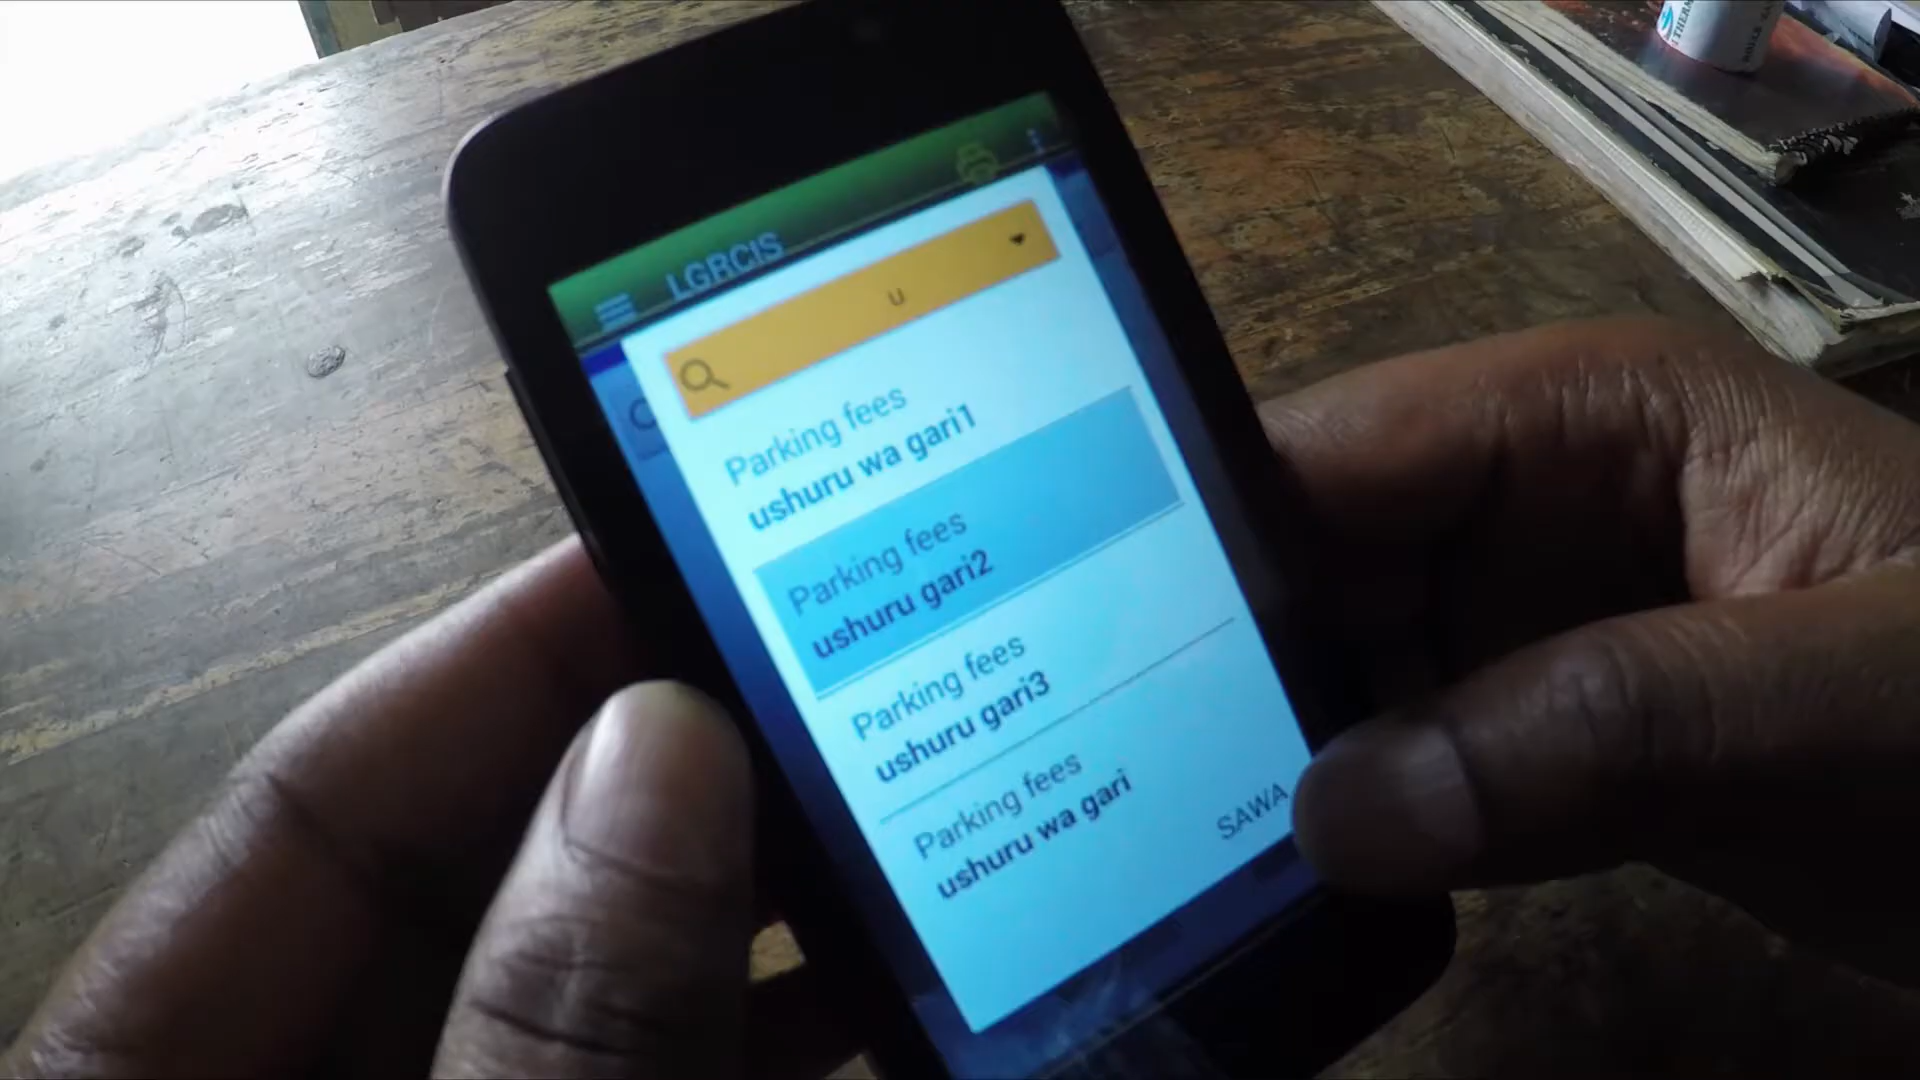 LGRCIS
u
Parking fees
ushuru wa gari1
Parking fees
ushuru gari2
Parking fees
ushuru gari3
Parking fees
ushuru wa gari
SAWA